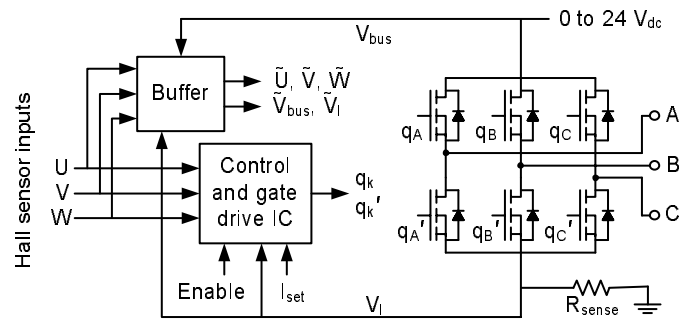 V_bus
0 to 24 V_dc
Buffer
Ũ, Ṽ, W̃
Ṽ_bus, Ṽ_I
Hall sensor inputs
U
V
W
Control
and gate
drive IC
q_k
q_k′
Enable
I_set
V_I
q_A
q_B
q_C
q_A′
q_B′
q_C′
A
B
C
R_sense